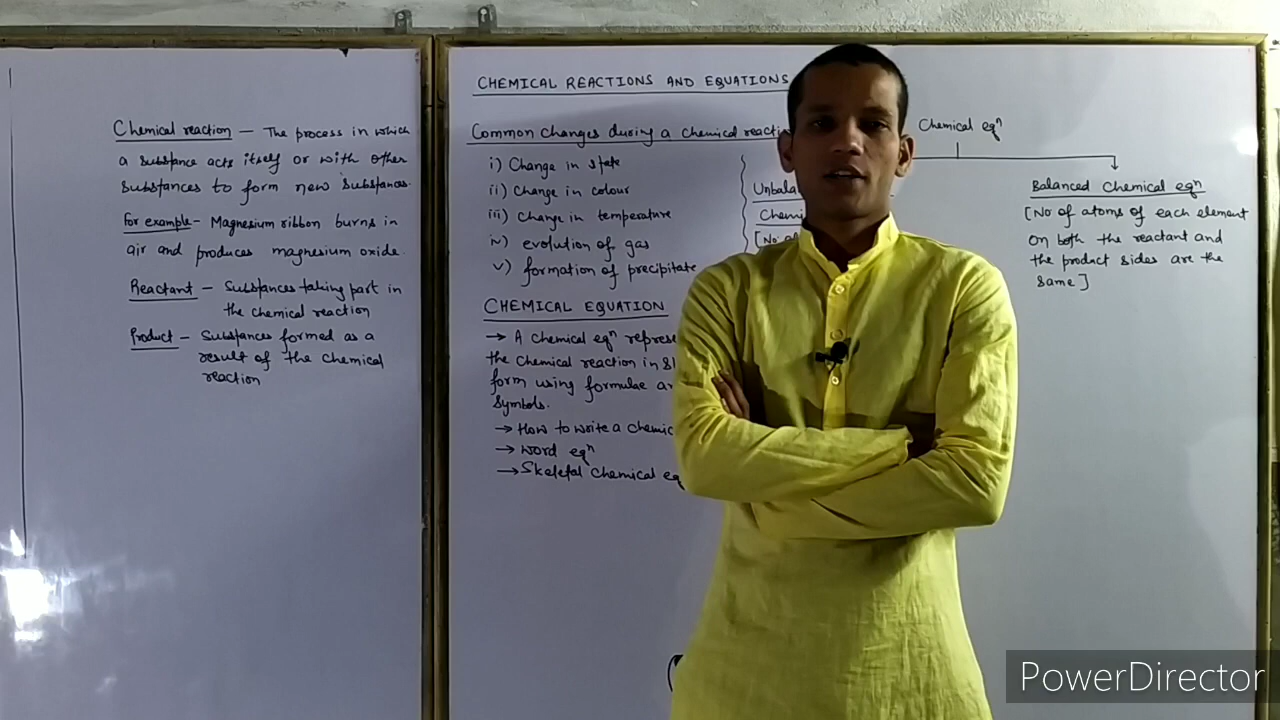 Chemical reaction — The process in which
a substance acts itself or with other
substances to form new substances.
For example - Magnesium ribbon burns in
air and produces magnesium oxide
Reactant — Substances taking part in
the chemical reaction
Product — Substances formed as a
result of the chemical
reaction
CHEMICAL REACTIONS AND EQUATIONS
Common changes during a chemical reacti
i) Change in state
ii) Change in colour
iii) Change in temperature
iv) evolution of gas
v) formation of precipitate
CHEMICAL EQUATION
→ A chemical eqⁿ represe
the chemical reaction in
form using formulae
symbols.
→ How to write a chemic
→ word eqⁿ
→ Skeletal chemical eq
Chemical eqⁿ
Unbala
Chemi
[No of
Balanced chemical eqⁿ
[No of atoms of each element
on both the reactant and
the product sides are the
same]
PowerDirector